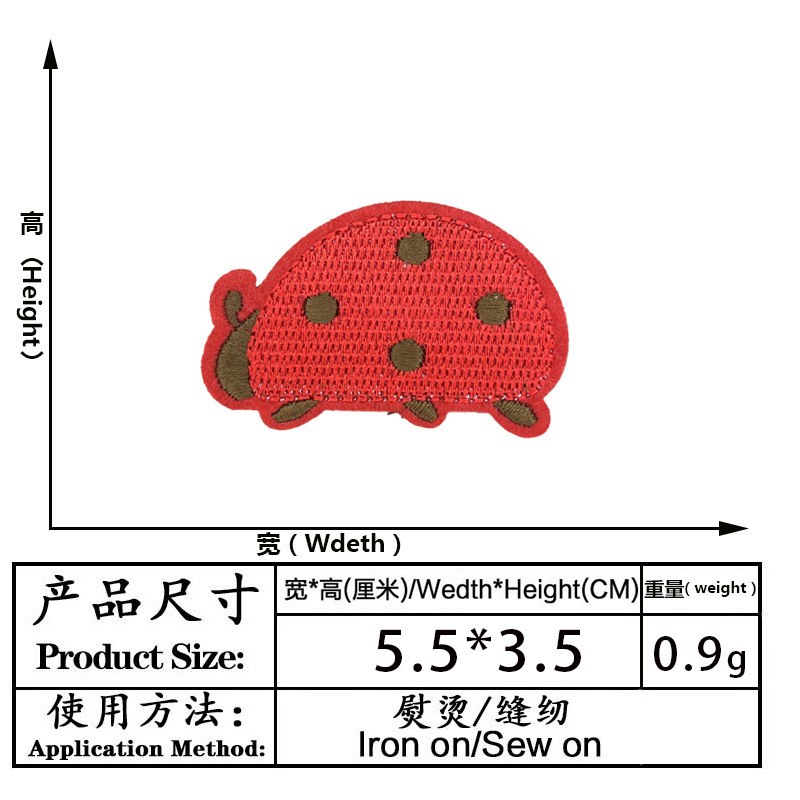 高（Height）
宽（Wdeth）
产品尺寸
Product Size:
宽*高(厘米)/Wedth*Height(CM)
重量( weight )
5.5*3.5
0.9g
使用方法：
Application Method:
熨烫/缝纫
Iron on/Sew on